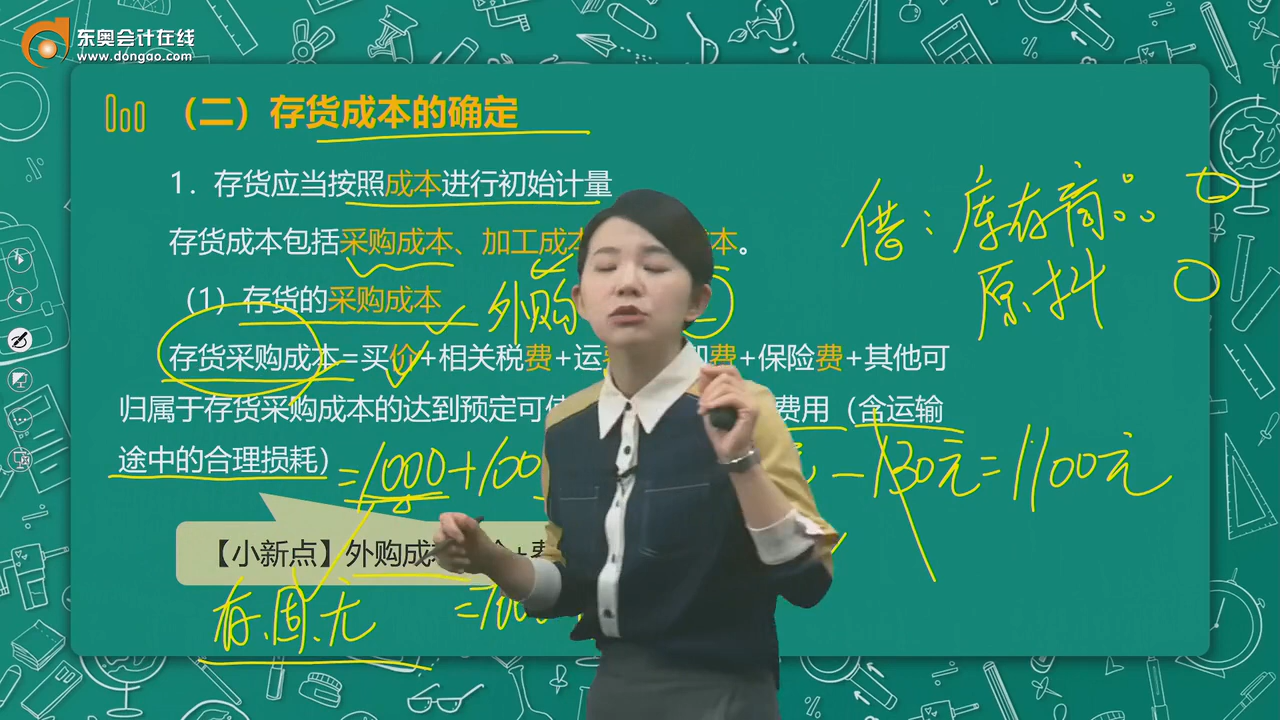 东奥会计在线
www.dongao.com
（二）存货成本的确定
1．存货应当按照成本进行初始计量
存货成本包括采购成本、加工成 本。
（1）存货的采购成本
外购
借：库存商品
原材料
存货采购成本=买价+相关税费+运 费+保险费+其他可
归属于存货采购成本的达到预定可使 费用（含运输
途中的合理损耗）
=1000+100 -130元=1100元
【小新点】外购成
存.固.无